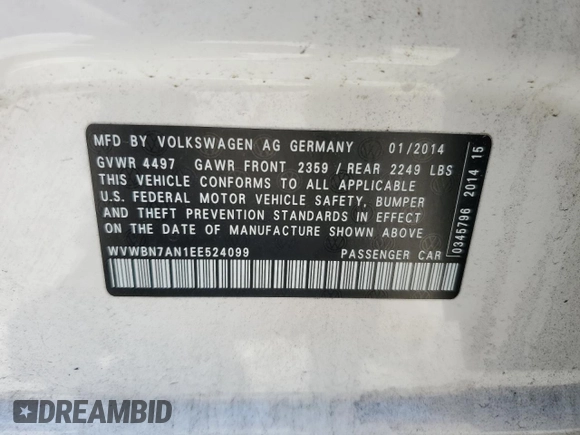 MFD BY VOLKSWAGEN AG GERMANY 01/2014
GVWR 4497 GAWR FRONT 2359 / REAR 2249 LBS
THIS VEHICLE CONFORMS TO ALL APPLICABLE
U.S. FEDERAL MOTOR VEHICLE SAFETY, BUMPER
AND THEFT PREVENTION STANDARDS IN EFFECT
ON THE DATE OF MANUFACTURE SHOWN ABOVE .
WVWBN7AN1EE524099 PASSENGER CAR
0345796 2014 15
DREAMBID